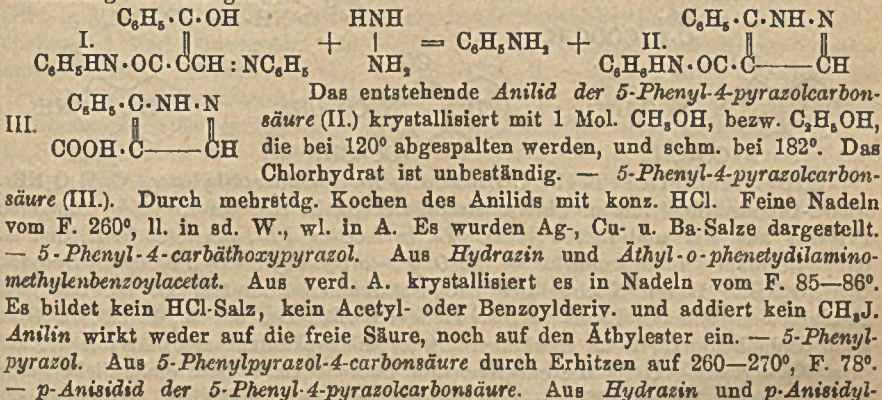 C₆H₅·C·OH HNH C₆H₅·C·NH·N
I. ‖ + | = C₆H₅NH₂ + II. ‖ ‖
C₆H₅HN·OC·CCH:NC₆H₅ NH₂ C₆H₅HN·OC·C——CH
C₆H₅·C·NH·N Das entstehende Anilid der 5-Phenyl-4-pyrazolcarbon-
III. ‖ ‖ säure (II.) krystallisiert mit 1 Mol. CH₃OH, bezw. C₂H₅OH,
COOH·C——CH die bei 120° abgespalten werden, und schm. bei 182°. Das
Chlorhydrat ist unbeständig. — 5-Phenyl-4-pyrazolcarbon-
säure (III.). Durch mehrstdg. Kochen des Anilids mit konz. HCl. Feine Nadeln
vom F. 260°, ll. in sd. W., wl. in A. Es wurden Ag-, Cu- u. Ba-Salze dargestellt.
— 5-Phenyl-4-carbäthoxypyrazol. Aus Hydrazin und Äthyl-o-phenetydilamino-
methylenbenzoylacetat. Aus verd. A. krystallisiert es in Nadeln vom F. 85—86°.
Es bildet kein HCl-Salz, kein Acetyl- oder Benzoylderiv. und addiert kein CH₃J.
Anilin wirkt weder auf die freie Säure, noch auf den Äthylester ein. — 5-Phenyl-
pyrazol. Aus 5-Phenylpyrazol-4-carbonsäure durch Erhitzen auf 260—270°, F. 78°.
— p-Anisidid der 5-Phenyl-4-pyrazolcarbonsäure. Aus Hydrazin und p-Anisidyl-